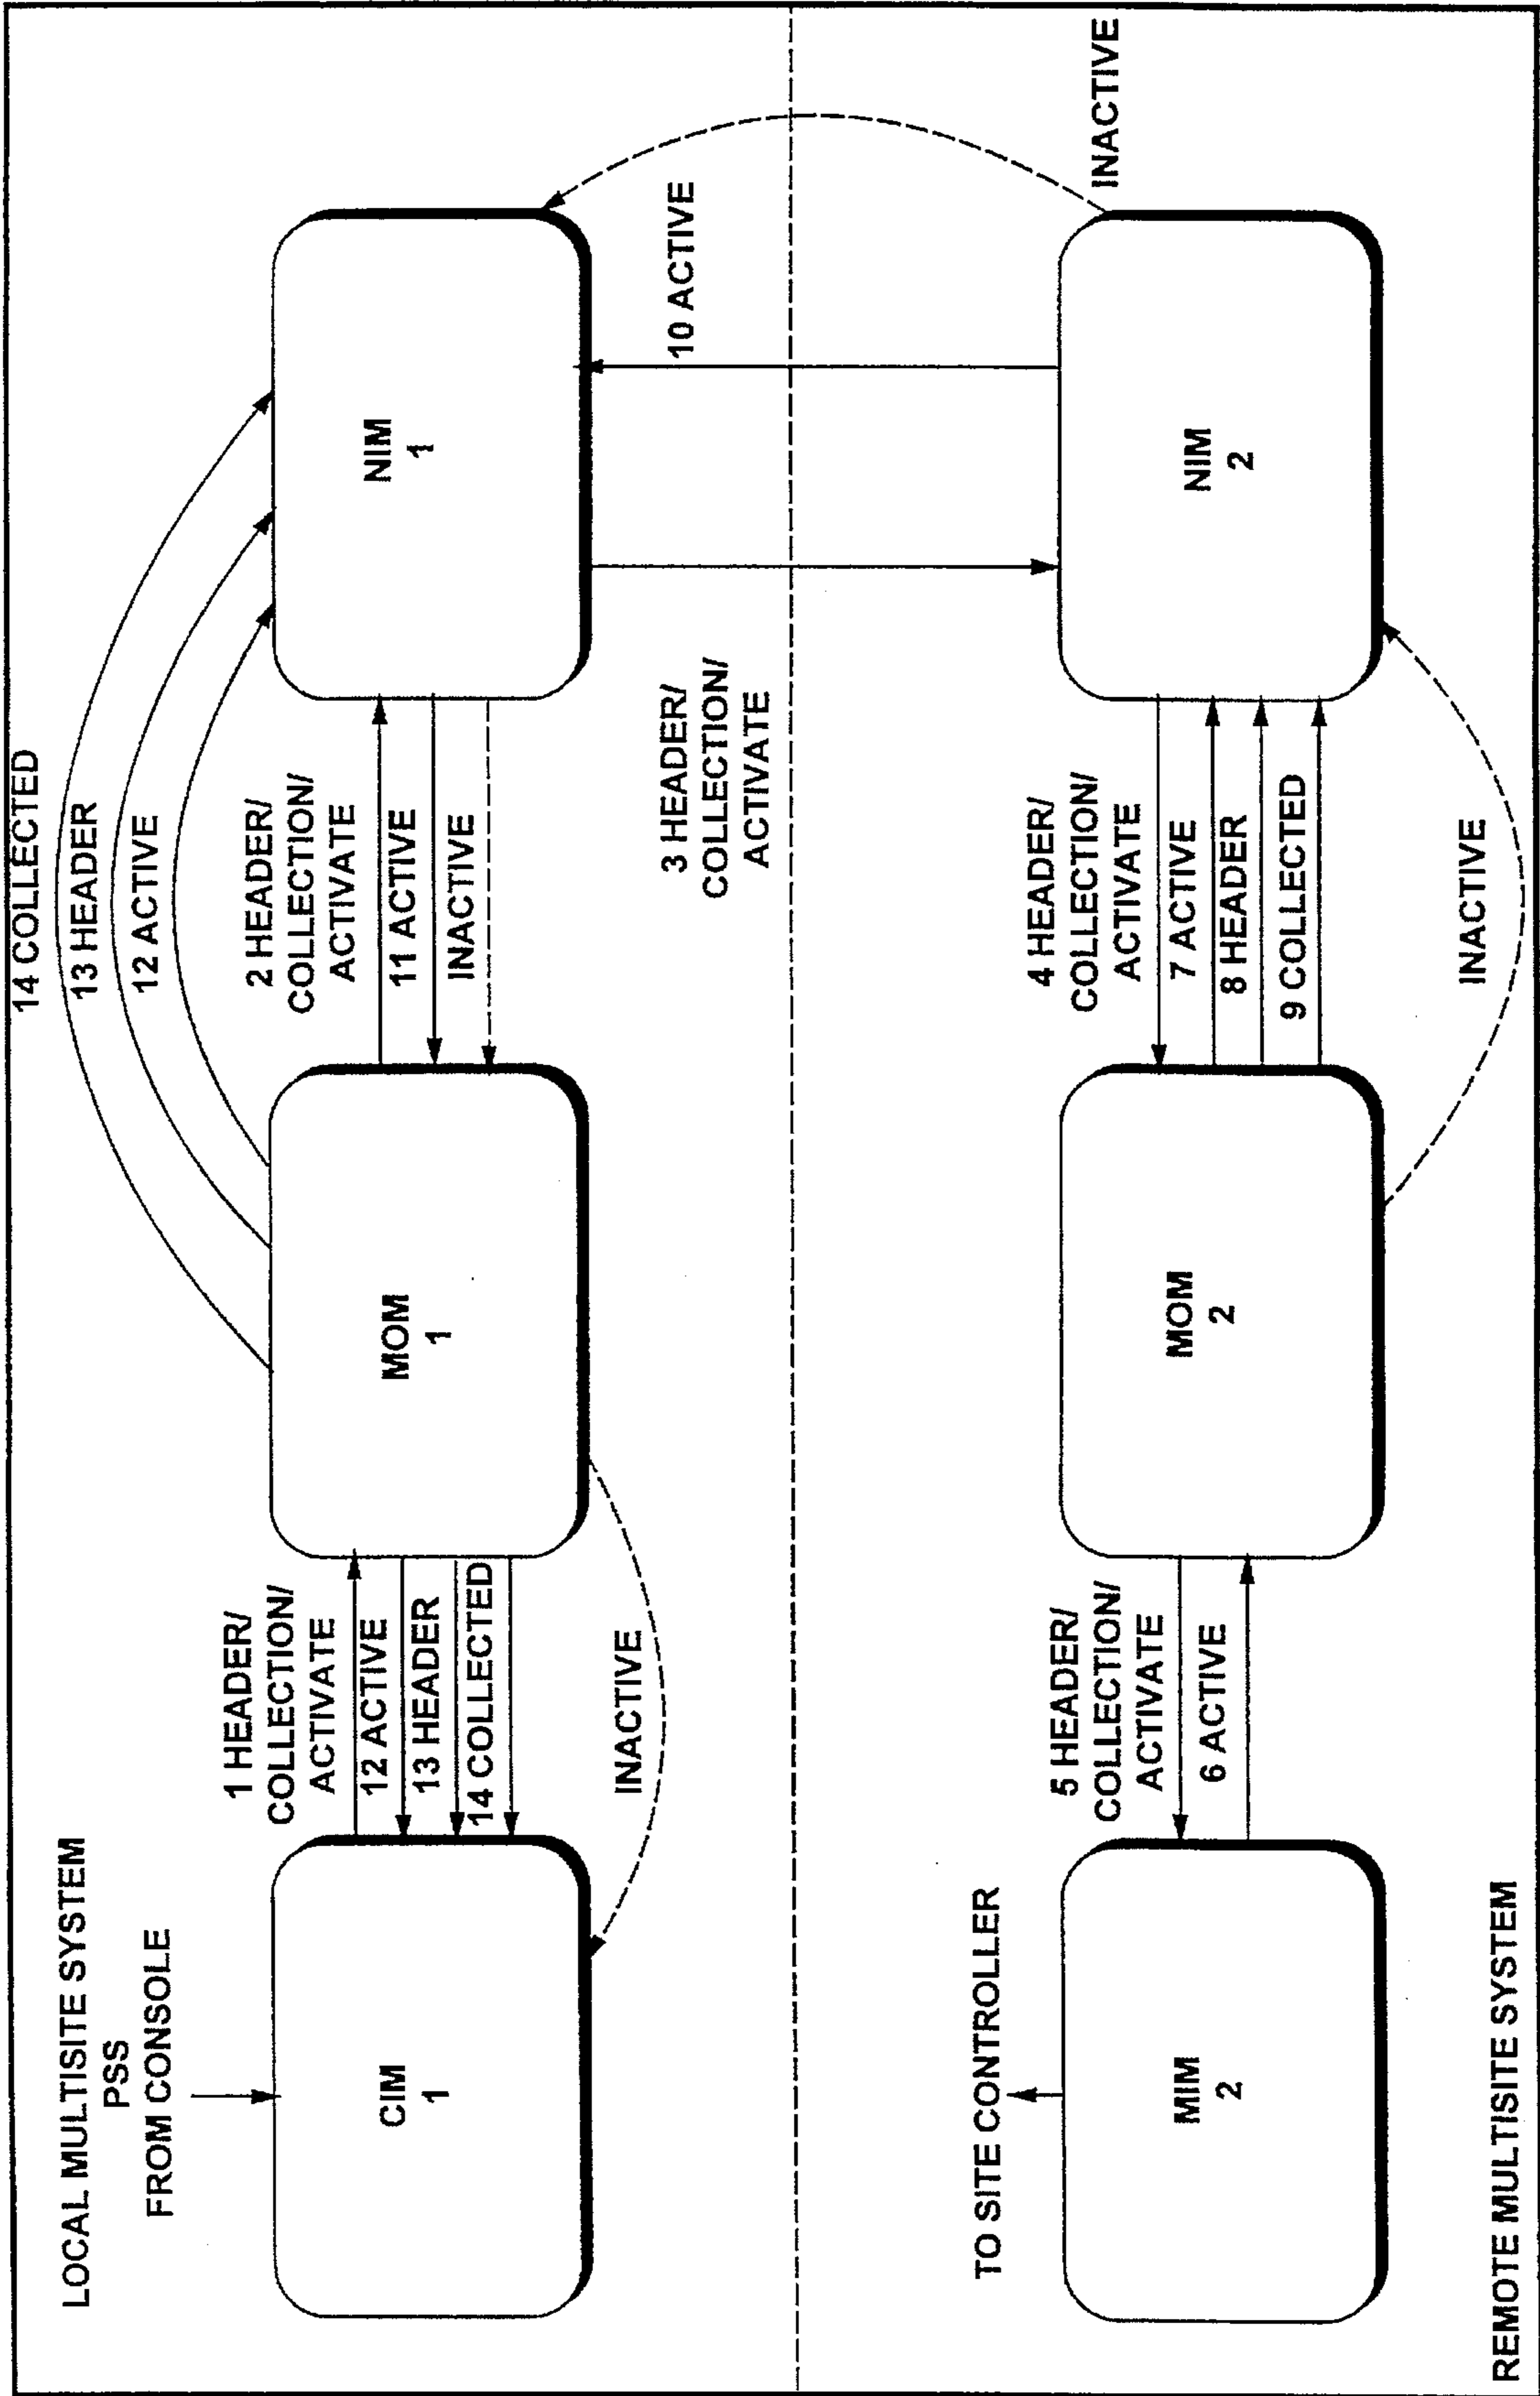 LOCAL MULTISITE SYSTEM
PSS
FROM CONSOLE
14 COLLECTED
13 HEADER
12 ACTIVE
CIM
1
1 HEADER/
COLLECTION/
ACTIVATE
12 ACTIVE
13 HEADER
14 COLLECTED
INACTIVE
MOM
1
2 HEADER/
COLLECTION/
ACTIVATE
11 ACTIVE
INACTIVE
NIM
1
3 HEADER/
COLLECTION/
ACTIVATE
10 ACTIVE
INACTIVE
TO SITE CONTROLLER
MIM
2
5 HEADER/
COLLECTION/
ACTIVATE
6 ACTIVE
MOM
2
4 HEADER/
COLLECTION/
ACTIVATE
7 ACTIVE
8 HEADER
9 COLLECTED
NIM
2
INACTIVE
REMOTE MULTISITE SYSTEM